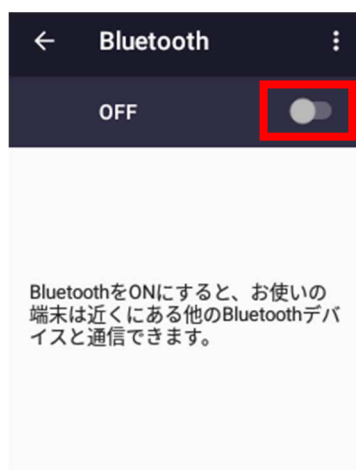 Bluetooth
OFF
BluetoothをONにすると、お使いの
端末は近くにある他のBluetoothデバ
イスと通信できます。